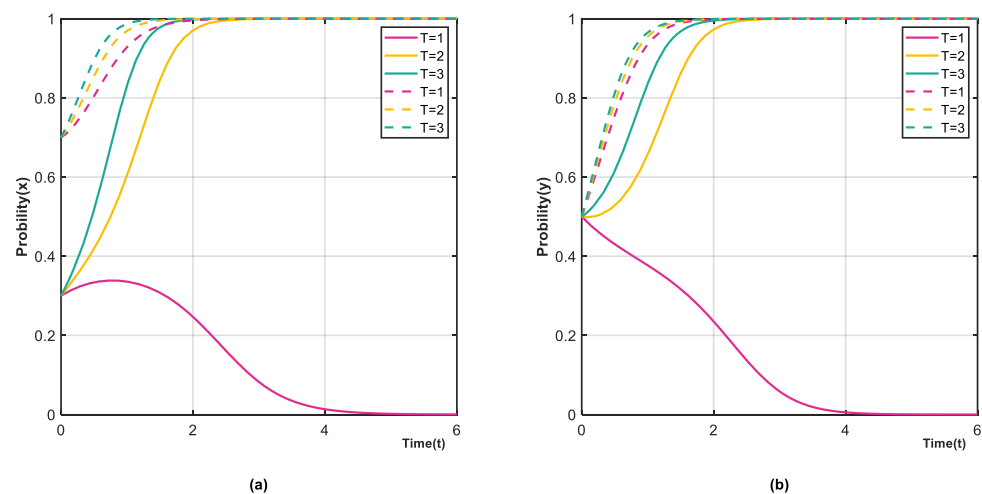 1
0.8
0.6
0.4
0.2
0
0
2
4
6
Probility(x)
Time(t)
T=1
T=2
T=3
T=1
T=2
T=3
(a)
1
0.8
0.6
0.4
0.2
0
0
2
4
6
Probility(y)
Time(t)
T=1
T=2
T=3
T=1
T=2
T=3
(b)